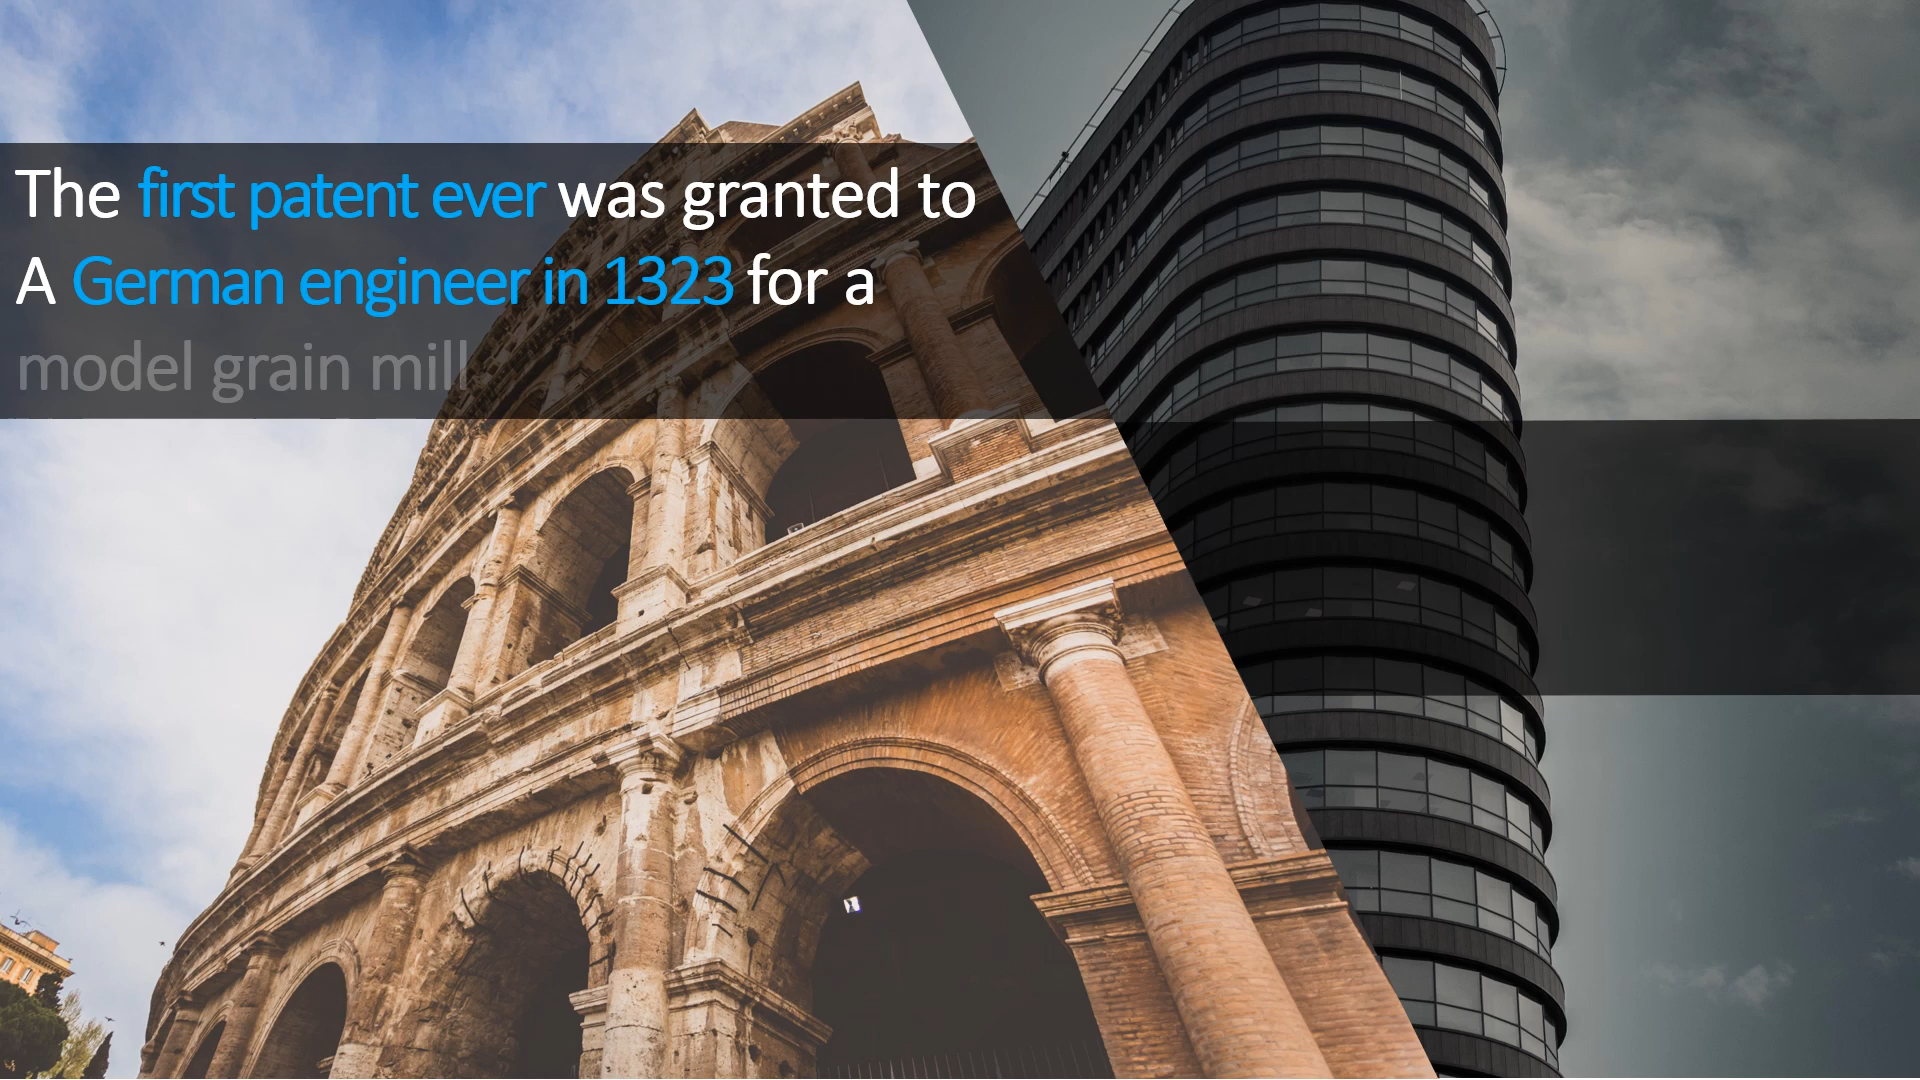 The first patent ever was granted to
A German engineer in 1323 for a
model grain mill